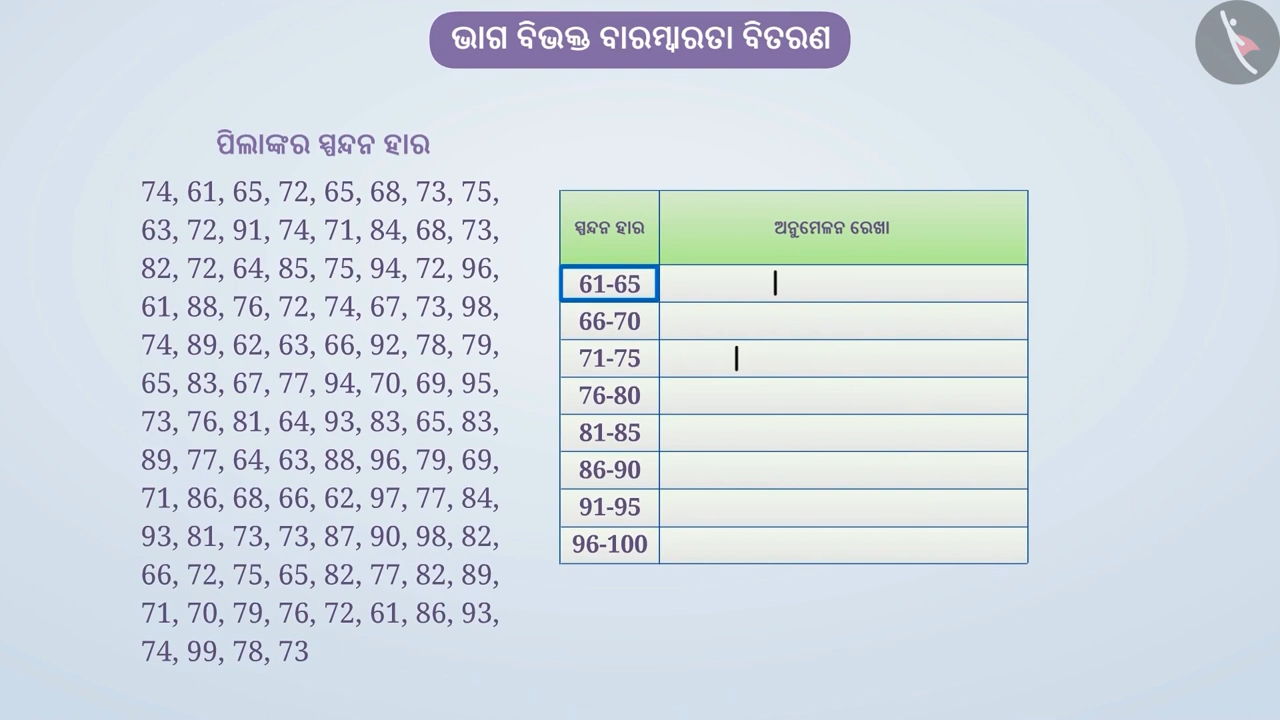 ଭାଗ ବିଭକ୍ତ ବାରମ୍ବାରତା ବିତରଣ
ପିଲାଙ୍କର ସ୍ପନ୍ଦନ ହାର
74, 61, 65, 72, 65, 68, 73, 75,
63, 72, 91, 74, 71, 84, 68, 73,
82, 72, 64, 85, 75, 94, 72, 96,
61, 88, 76, 72, 74, 67, 73, 98,
74, 89, 62, 63, 66, 92, 78, 79,
65, 83, 67, 77, 94, 70, 69, 95,
73, 76, 81, 64, 93, 83, 65, 83,
89, 77, 64, 63, 88, 96, 79, 69,
71, 86, 68, 66, 62, 97, 77, 84,
93, 81, 73, 73, 87, 90, 98, 82,
66, 72, 75, 65, 82, 77, 82, 89,
71, 70, 79, 76, 72, 61, 86, 93,
74, 99, 78, 73
ସ୍ପନ୍ଦନ ହାର ଅନୁମେଳନ ରେଖା
61-65 |
66-70
71-75 |
76-80
81-85
86-90
91-95
96-100